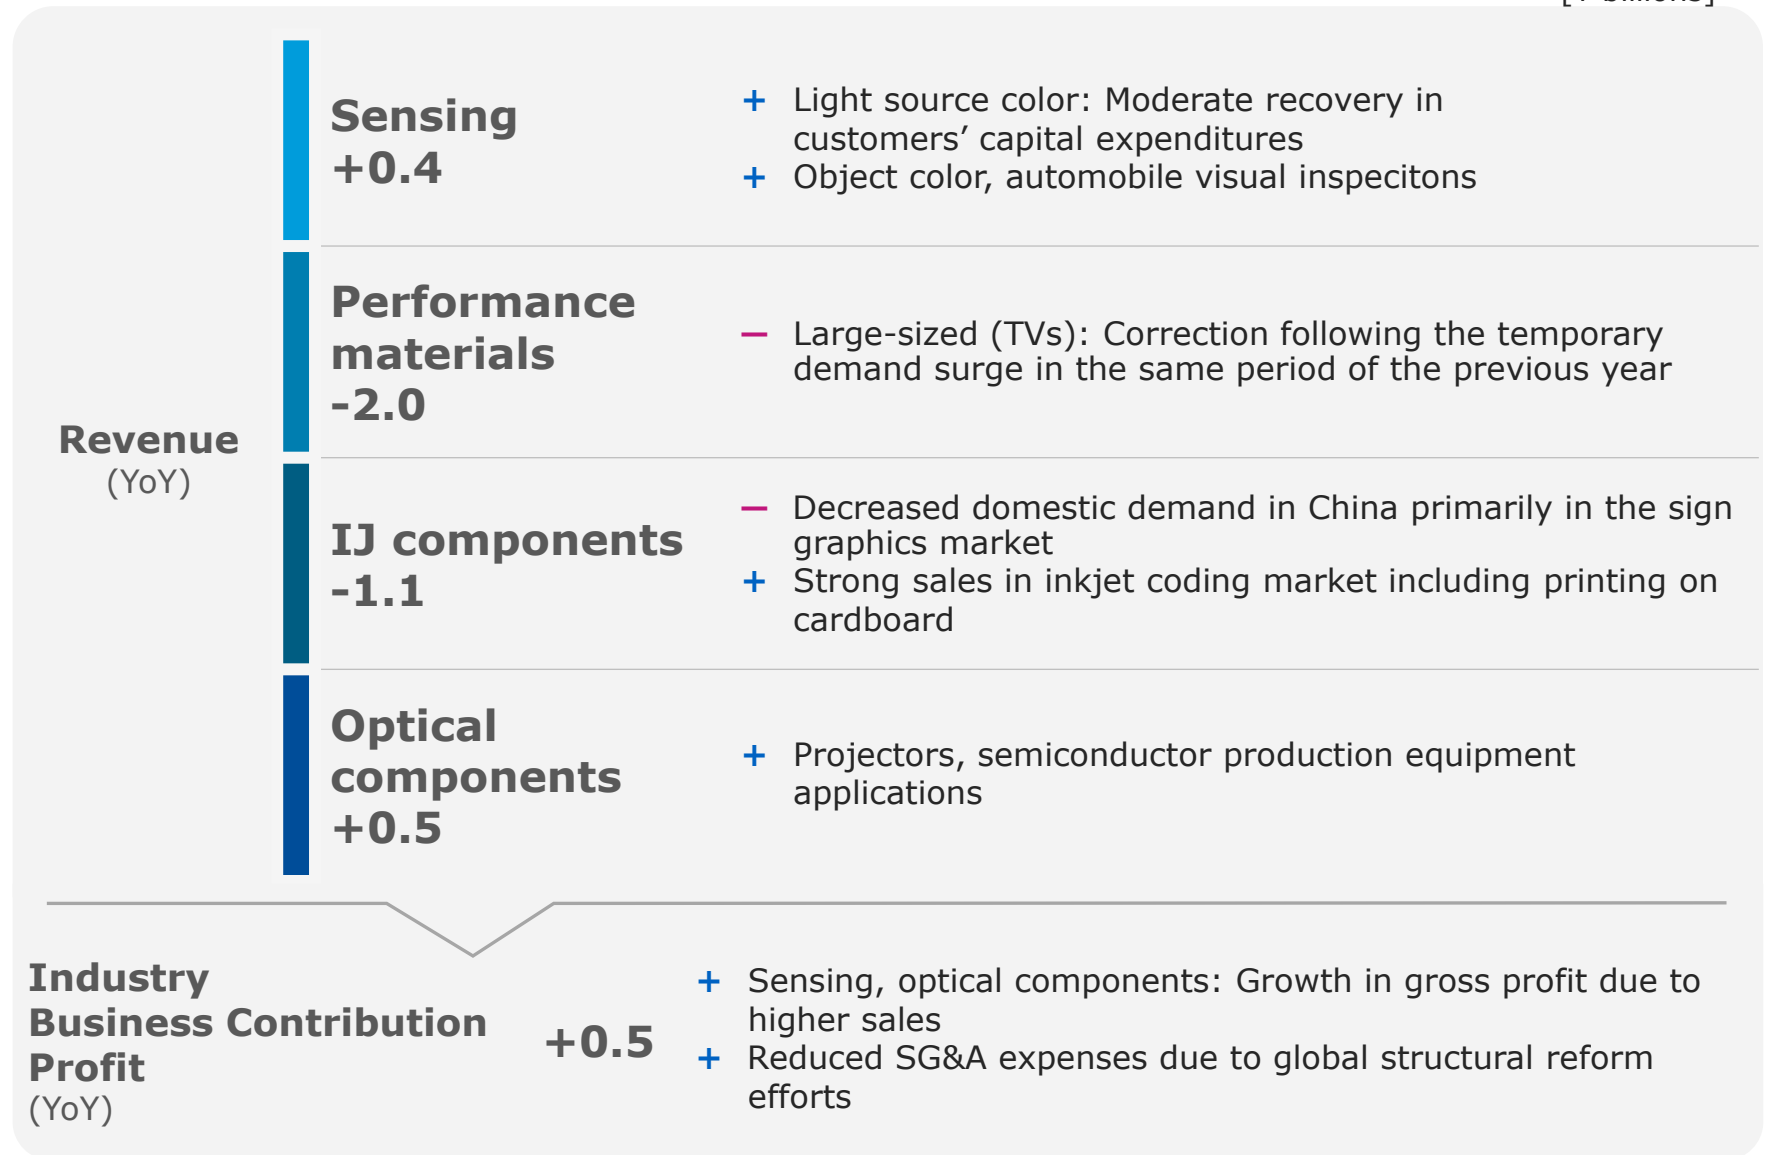 billions]
Sensing
+0.4
+ Light source color: Moderate recovery in
customers’ capital expenditures
+ Object color, automobile visual inspecitons
Performance
materials
-2.0
— Large-sized (TVs): Correction following the temporary
demand surge in the same period of the previous year
Revenue
(YoY)
IJ components
-1.1
— Decreased domestic demand in China primarily in the sign
graphics market
+ Strong sales in inkjet coding market including printing on
cardboard
Optical
components
+0.5
+ Projectors, semiconductor production equipment
applications
Industry
Business Contribution
Profit
(YoY)
+0.5
+ Sensing, optical components: Growth in gross profit due to
higher sales
+ Reduced SG&A expenses due to global structural reform
efforts